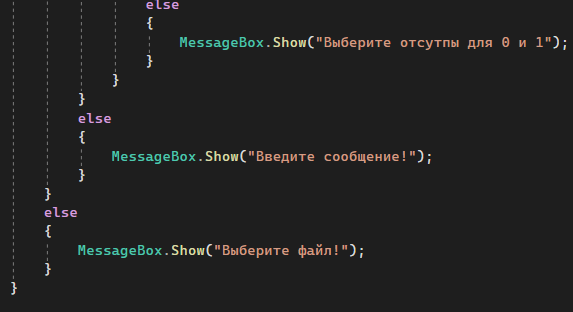 else
{
MessageBox.Show("Выберите отсутпы для 0 и 1");
}
}
}
else
{
MessageBox.Show("Введите сообщение!");
}
}
else
{
MessageBox.Show("Выберите файл!");
}
}